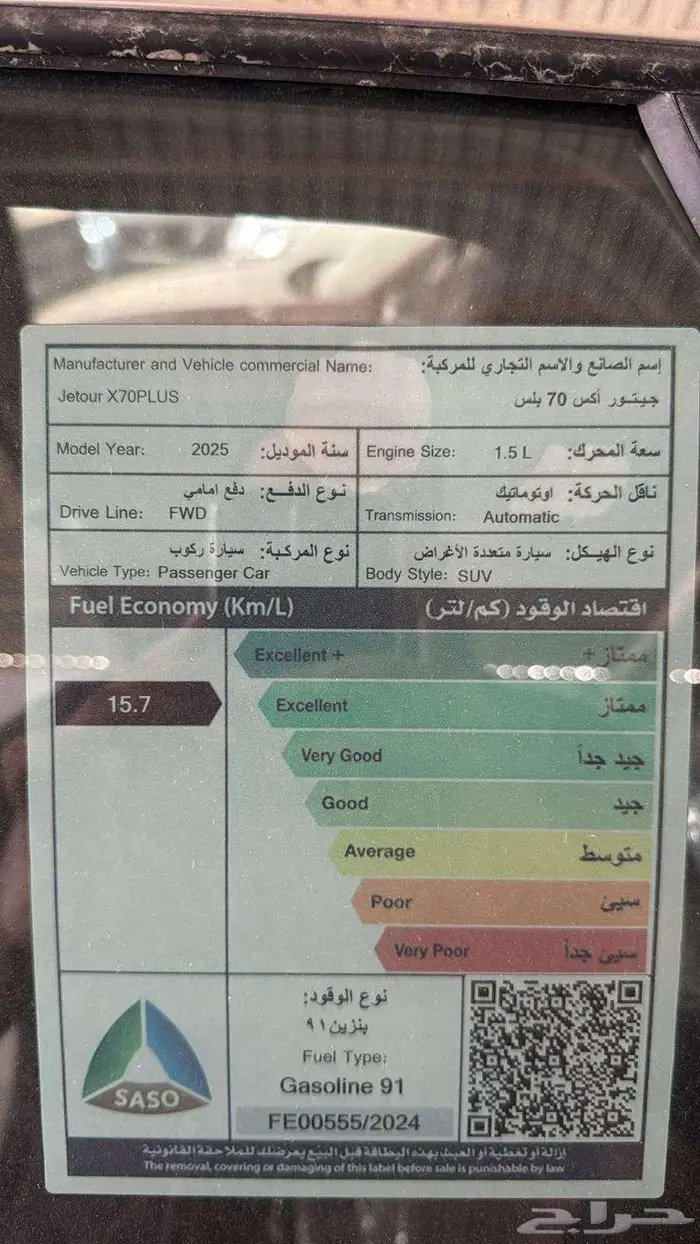 Manufacturer and Vehicle commercial Name: إسم الصانع والاسم التجاري للمركبة:
Jetour X70PLUS جيتور أكس 70 بلس
Model Year: 2025 سنة الموديل:
Engine Size: 1.5 L سعة المحرك:
نوع الدفع: دفع امامي
Drive Line: FWD
ناقل الحركة: اوتوماتيك
Transmission: Automatic
نوع المركبة: سيارة ركوب
Vehicle Type: Passenger Car
نوع الهيكل: سيارة متعدة الأغراض
Body Style: SUV
Fuel Economy (Km/L) اقتصاد الوقود (كم/لتر)
Excellent + ممتاز +
15.7
Excellent ممتاز
Very Good جيد جداً
Good جيد
Average متوسط
Poor سيئ
Very Poor سيئ جداً
SASO
نوع الوقود:
بنزين ٩١
Fuel Type:
Gasoline 91
FE00555/2024
إزالة أو تغطية أو العبث بهذه البطاقة قبل البيع يعرضك للملاحقة القانونية
The removal, covering or damaging of this label before sale is punishable by law
حراج